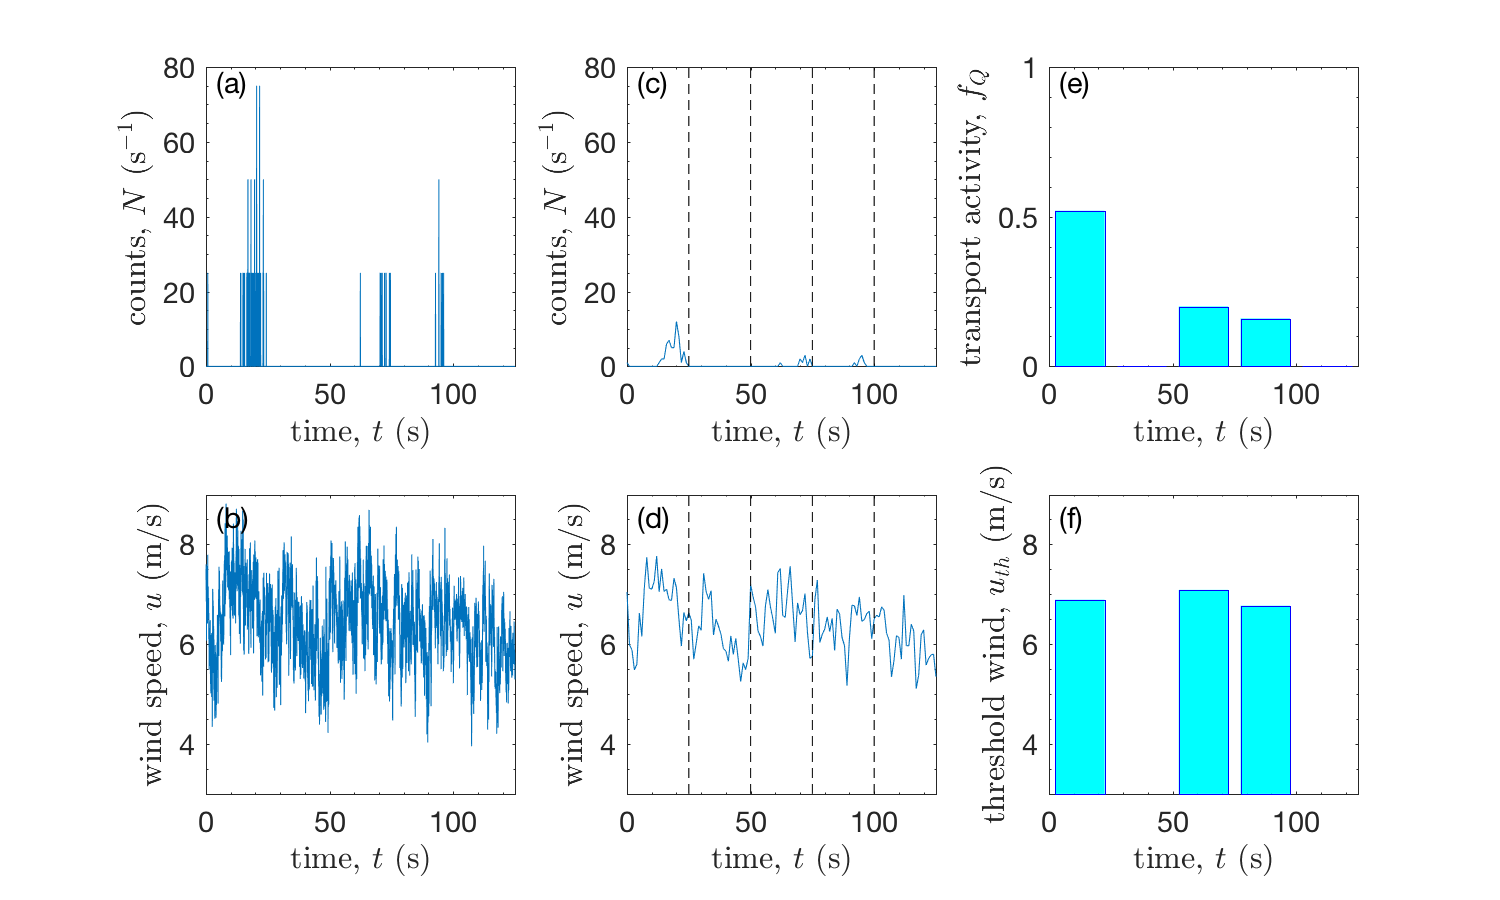 (a)
counts, N (s⁻¹)
80
60
40
20
0
0 50 100
time, t (s)
(c)
counts, N (s⁻¹)
80
60
40
20
0
0 50 100
time, t (s)
(e)
transport activity, f_Q
1
0.5
0
0 50 100
time, t (s)
(b)
wind speed, u (m/s)
8
6
4
0 50 100
time, t (s)
(d)
wind speed, u (m/s)
8
6
4
0 50 100
time, t (s)
(f)
threshold wind, u_th (m/s)
8
6
4
0 50 100
time, t (s)